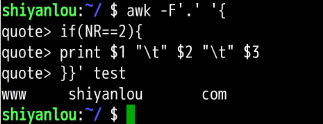 shiyanlou:~/ $ awk -F'.' '{
quote> if(NR==2){
quote> print $1 "\t" $2 "\t" $3
quote> }}' test
www     shiyanlou       com
shiyanlou:~/ $